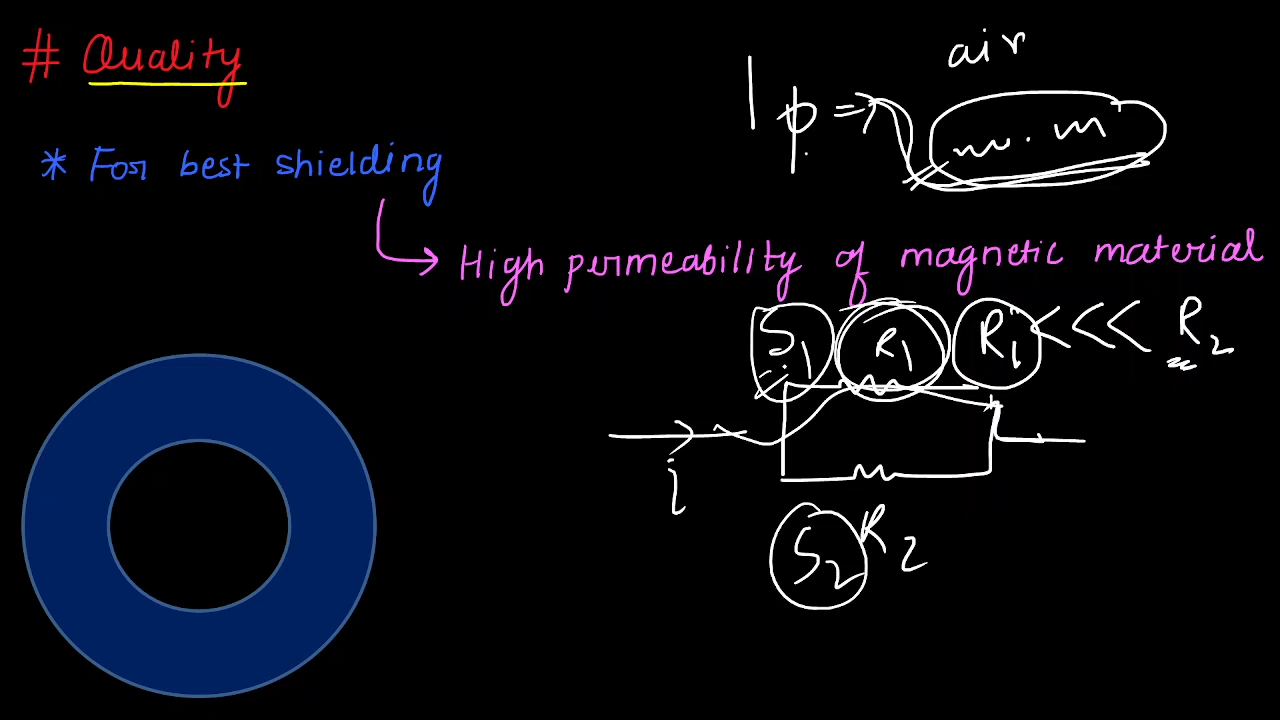 # Quality
air
ϕ ⇒ m. m
* For best shielding
High permeability of magnetic material
S₁ R₁ R₁ <<< R₂
i
S₂ R₂